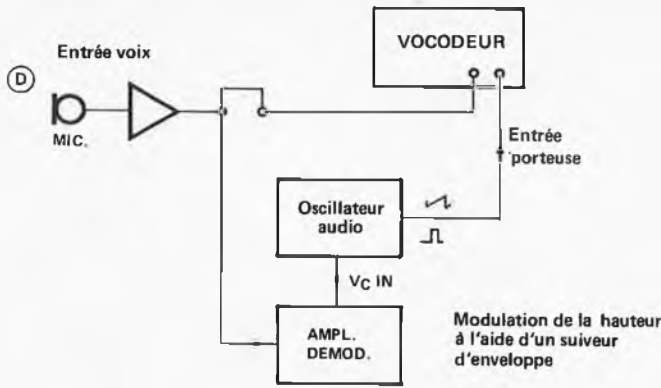 VOCODEUR
Entrée voix
D
MIC.
Entrée
porteuse
Oscillateur
audio
VC IN
AMPL.
DEMOD.
Modulation de la hauteur
à l'aide d'un suiveur
d'enveloppe